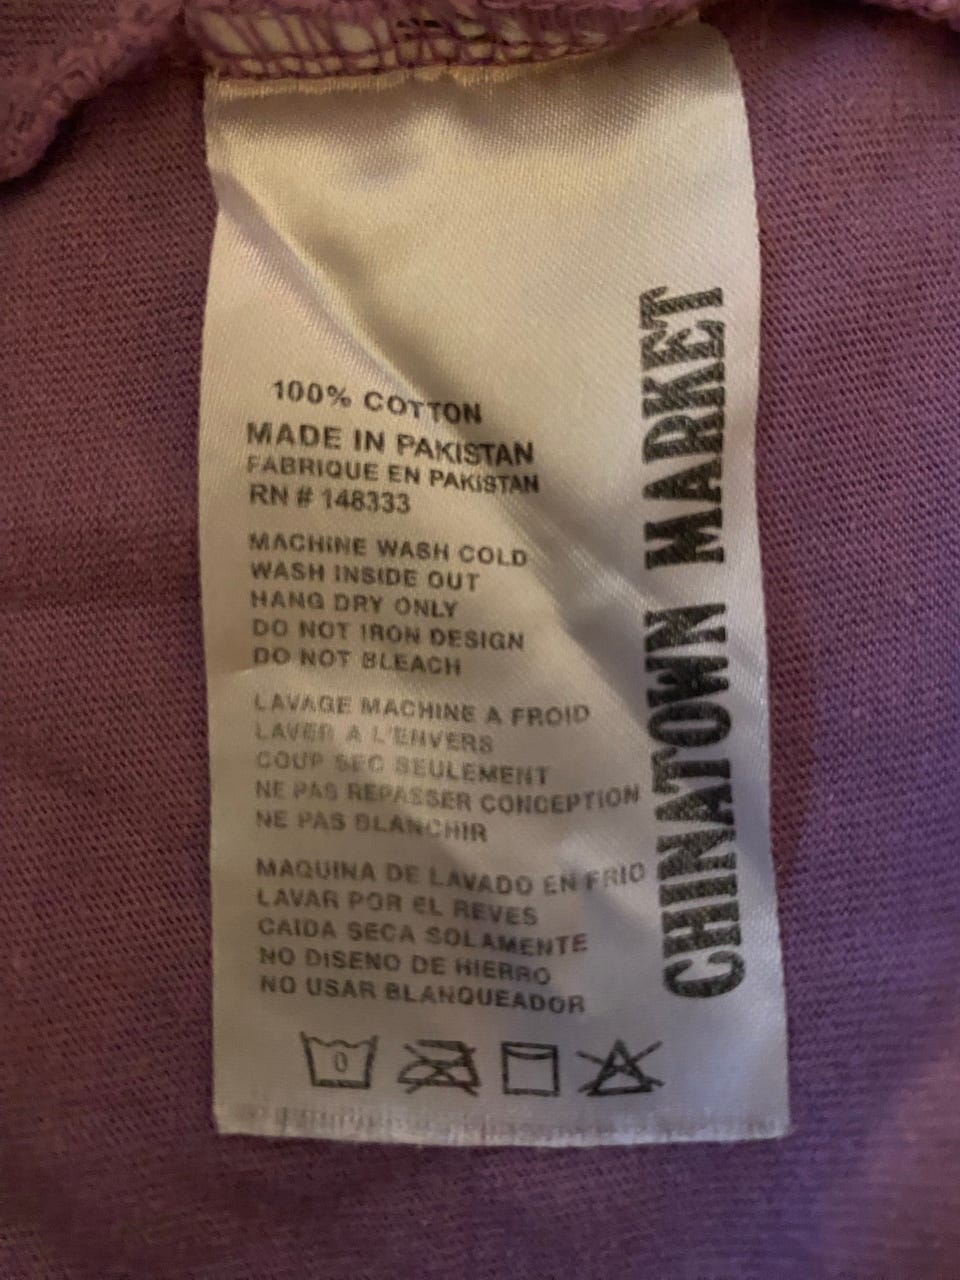 100% COTTON
MADE IN PAKISTAN
FABRIQUE EN PAKISTAN
RN # 148333
MACHINE WASH COLD
WASH INSIDE OUT
HANG DRY ONLY
DO NOT IRON DESIGN
DO NOT BLEACH
LAVAGE MACHINE A FROID
LAVER A L'ENVERS
COUP SEC SEULEMENT
NE PAS REPASSER CONCEPTION
NE PAS BLANCHIR
MAQUINA DE LAVADO EN FRIO
LAVAR POR EL REVES
CAIDA SECA SOLAMENTE
NO DISENO DE HIERRO
NO USAR BLANQUEADOR
0
CHINATOWN MARKET